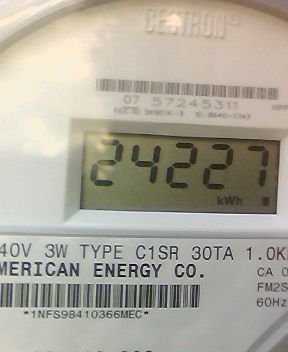 CENTRON®
07 57245311
24227
kWh
40V 3W TYPE C1SR 30TA 1.0K
MERICAN ENERGY CO.
CA 0
FM2S
60Hz
*1NFS98410366MEC*